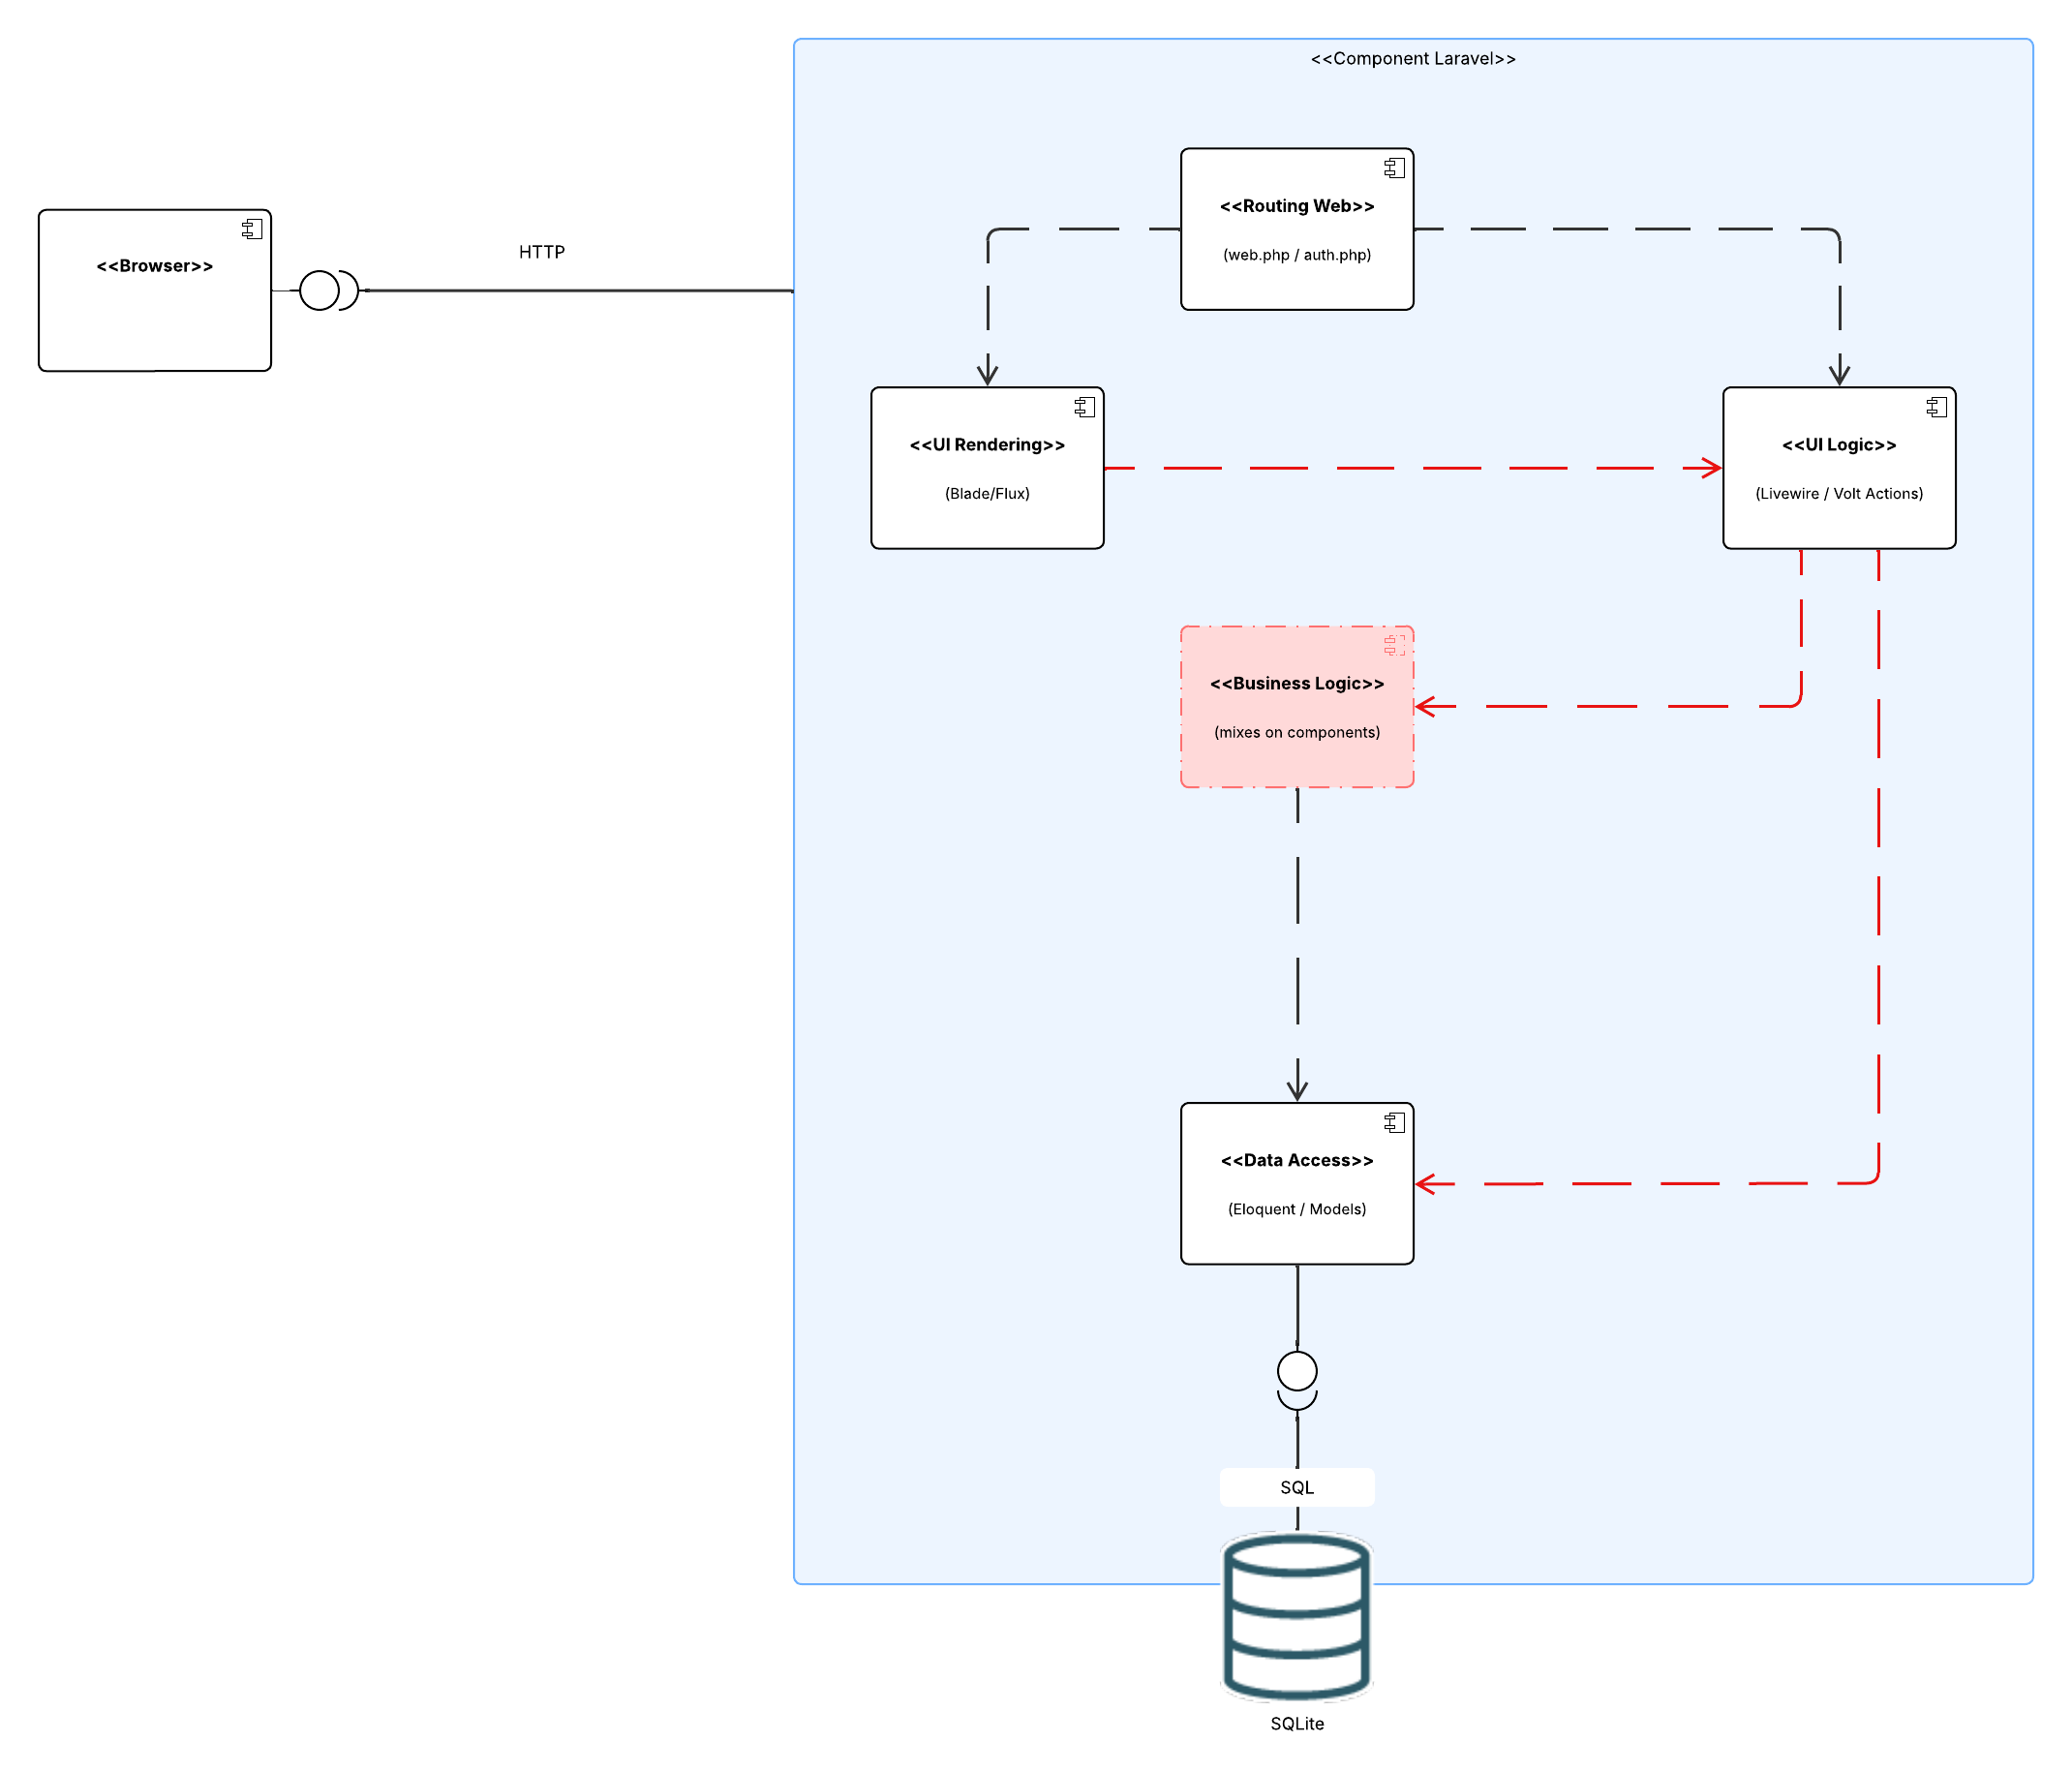 <<Component Laravel>>
<<Routing Web>>
(web.php / auth.php)
<<Browser>>
HTTP
<<UI Rendering>>
(Blade/Flux)
<<UI Logic>>
(Livewire / Volt Actions)
<<Business Logic>>
(mixes on components)
<<Data Access>>
(Eloquent / Models)
SQL
SQLite